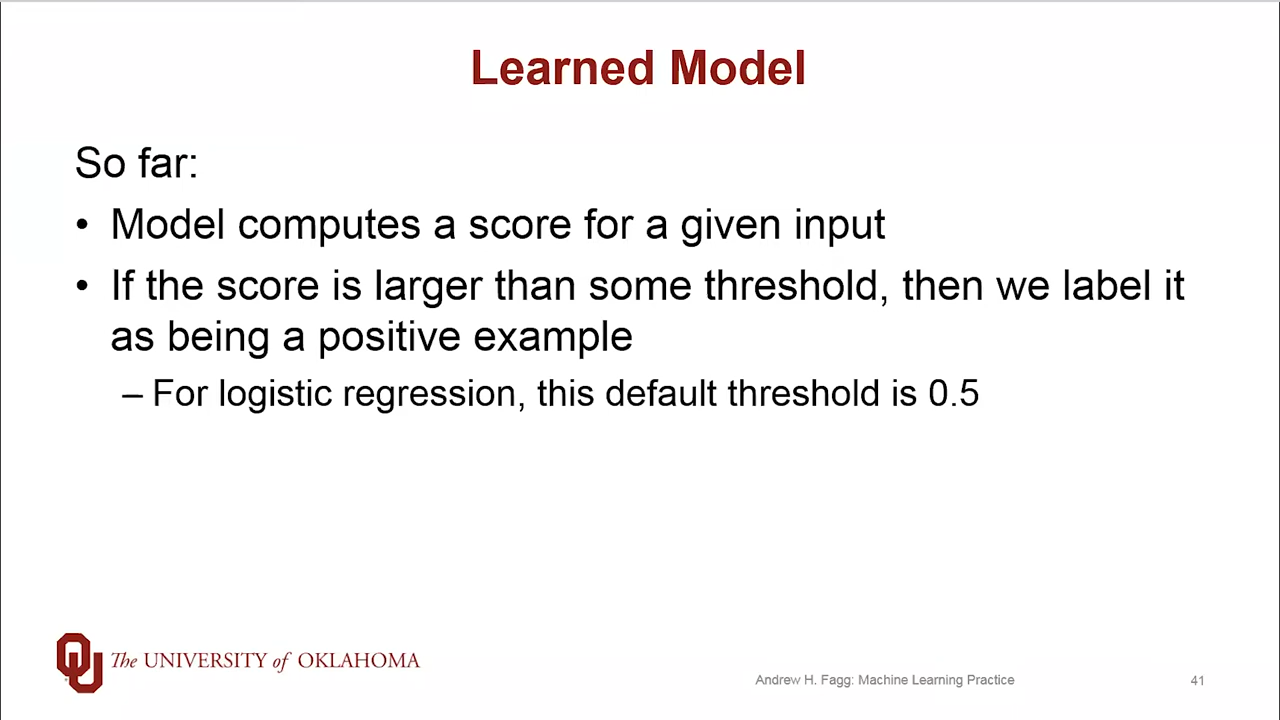 Learned Model
So far:
• Model computes a score for a given input
• If the score is larger than some threshold, then we label it
as being a positive example
– For logistic regression, this default threshold is 0.5
The UNIVERSITY of OKLAHOMA
Andrew H. Fagg: Machine Learning Practice
41